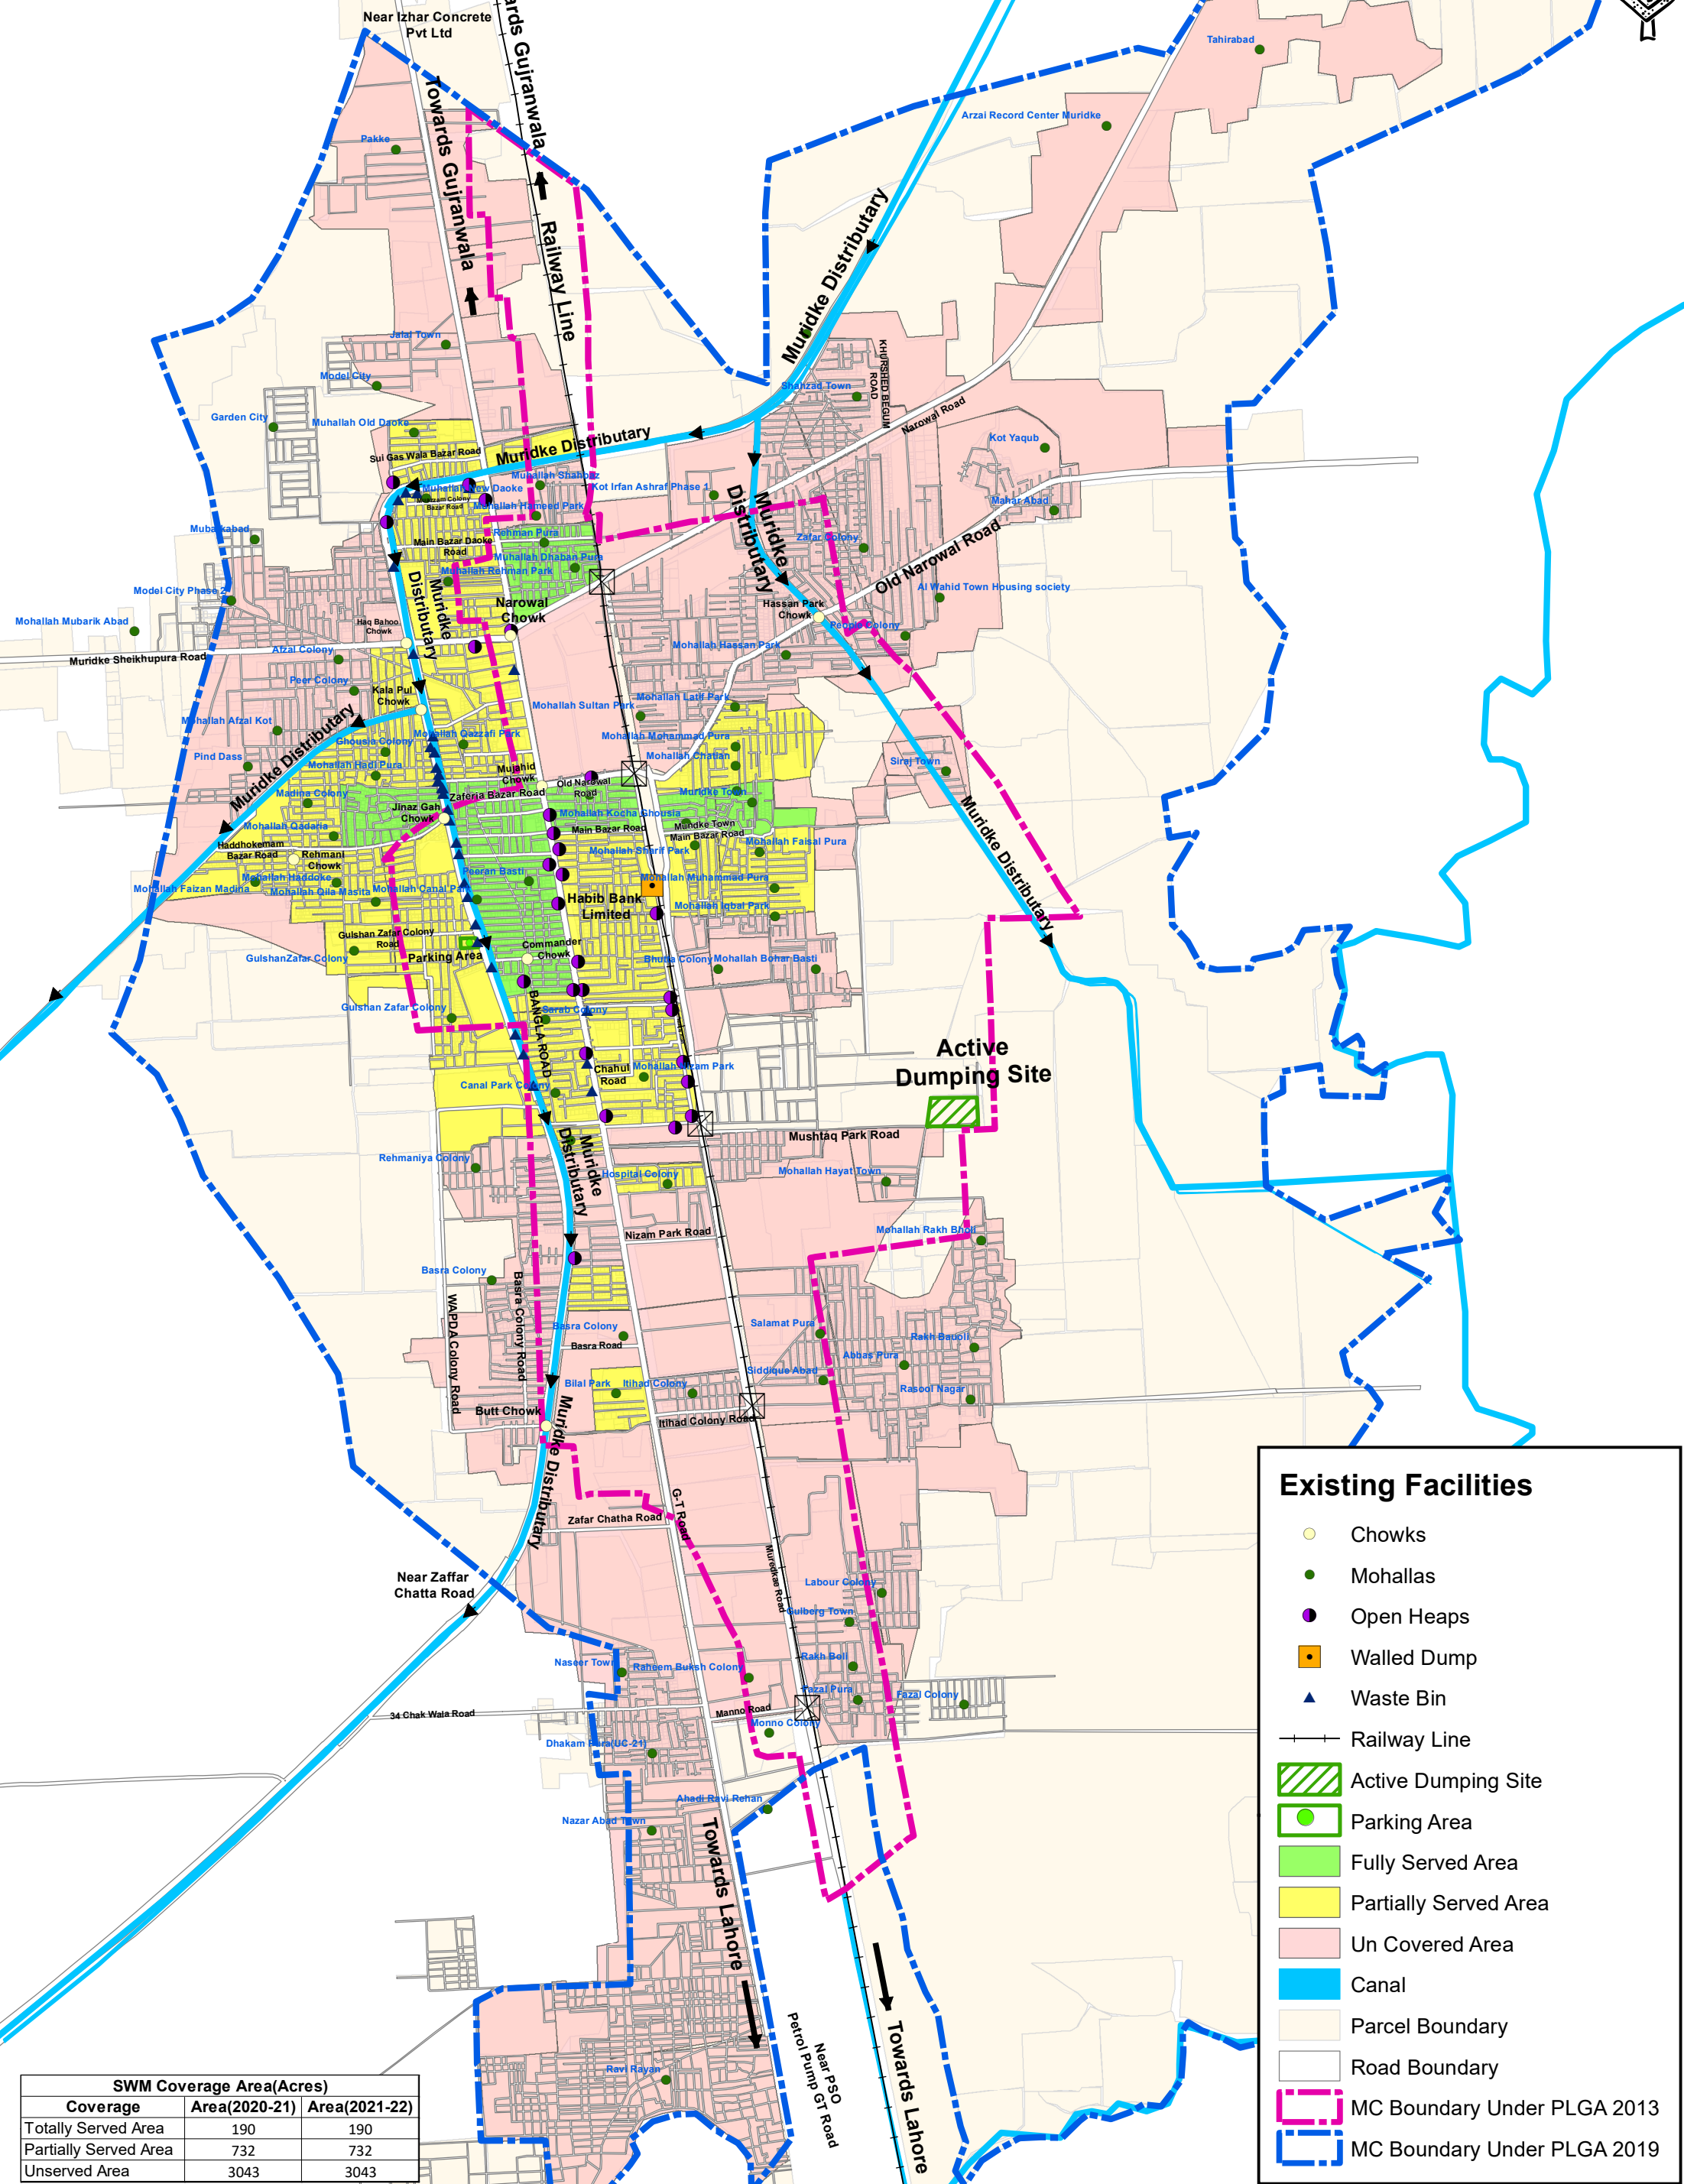 Near Izhar Concrete
Pvt Ltd
Towards Gujranwala
Tahirabad
Arzai Record Center Muridke
Pakke
Towards Gujranwala
Railway Line
Muridke Distributary
Jalal Town
Model City
KHURSHED BEGUM
ROAD
Shahzad Town
Narowal Road
Garden City
Muhallah Old Daoke
Muridke Distributary
Kot Yaqub
Sui Gas Wala Bazar Road
Muhallah Shahbaz
Muhallah New Daoke
Kot Irfan Ashraf Phase 1
Bazar Road
Muhallah Hameed Park
Mahar Abad
Mubarkabad
Rehman Pura
Muridke
Distributary
Zafar Colony
Main Bazar Daoke
Road
Muhallah Dhaban Pura
Muhallah Rehman Park
Old Narowal Road
Al Wahid Town Housing society
Model City Phase 2
Muridke
Distributary
Narowal
Chowk
Hassan Park
Chowk
Peoples Colony
Mohallah Mubarik Abad
Haq Bahoo
Chowk
Muridke Sheikhupura Road
Afzal Colony
Mohallah Hassan Park
Peer Colony
Kala Pul
Chowk
Mohallah Latif Park
Mohallah Sultan Park
Mohallah Afzal Kot
Muridke Distributary
Ghousia Colony
Mohallah Qazzafi Park
Mohallah Mohammad Pura
Mohallah Chatian
Pind Dass
Mohallah Hadi Pura
Mujahid
Chowk
Siraj Town
Old Narowal
Road
Madina Colony
Zaferia Bazar Road
Muridke Town
Jinaz Gah
Chowk
Mohallah Kocha Ghousia
Muridke Distributary
Mohallah Qadaria
Main Bazar Road
Muridke Town
Main Bazar Road
Haddhokemam
Bazar Road
Rehmani
Chowk
Mohallah Sharif Park
Mohallah Faisal Pura
Mohallah Haddoke
Peeran Basti
Mohallah Muhammad Pura
Mohallah Faizan Madina
Mohallah Qila Masita
Mohallah Canal Park
Habib Bank
Limited
Mohallah Iqbal Park
Gulshan Zafar Colony
Road
Commander
Chowk
GulshanZafar Colony
Parking Area
Bhutta Colony
Mohallah Bohar Basti
Gulshan Zafar Colony
BANGLA ROAD
Sarab Colony
Active
Dumping Site
Chahul
Road
Mohallah Azam Park
Canal Park Colony
Mushtaq Park Road
Muridke
Distributary
Rehmaniya Colony
Hospital Colony
Mohallah Hayat Town
Nizam Park Road
Mohallah Rakh Bholi
Basra Colony
WAPDA Colony Road
Basra Colony Road
Basra Colony
Basra Road
Salamat Pura
Rakh Bauoli
Abbas Pura
Siddique Abad
Bilal Park
Itihad Colony
Rasool Nagar
Butt Chowk
Itihad Colony Road
Muridke Distributary
G-T Road
Zafar Chatha Road
Muredkae Road
Near Zaffar
Chatta Road
Labour Colony
Gulberg Town
Naseer Town
Raheem Buksh Colony
Rakh Boli
Fazal Pura
Fazal Colony
34 Chak Wala Road
Manno Road
Monno Colony
Dhakam Pura(UC-21)
Ahadi Ravi Rehan
Nazar Abad Town
Towards Lahore
Near PSO
Petrol Pump GT Road
Towards Lahore
Ravi Rayan
Existing Facilities
Chowks
Mohallas
Open Heaps
Walled Dump
Waste Bin
Railway Line
Active Dumping Site
Parking Area
Fully Served Area
Partially Served Area
Un Covered Area
Canal
Parcel Boundary
Road Boundary
MC Boundary Under PLGA 2013
MC Boundary Under PLGA 2019
SWM Coverage Area(Acres)
Coverage Area(2020-21) Area(2021-22)
Totally Served Area 190 190
Partially Served Area 732 732
Unserved Area 3043 3043